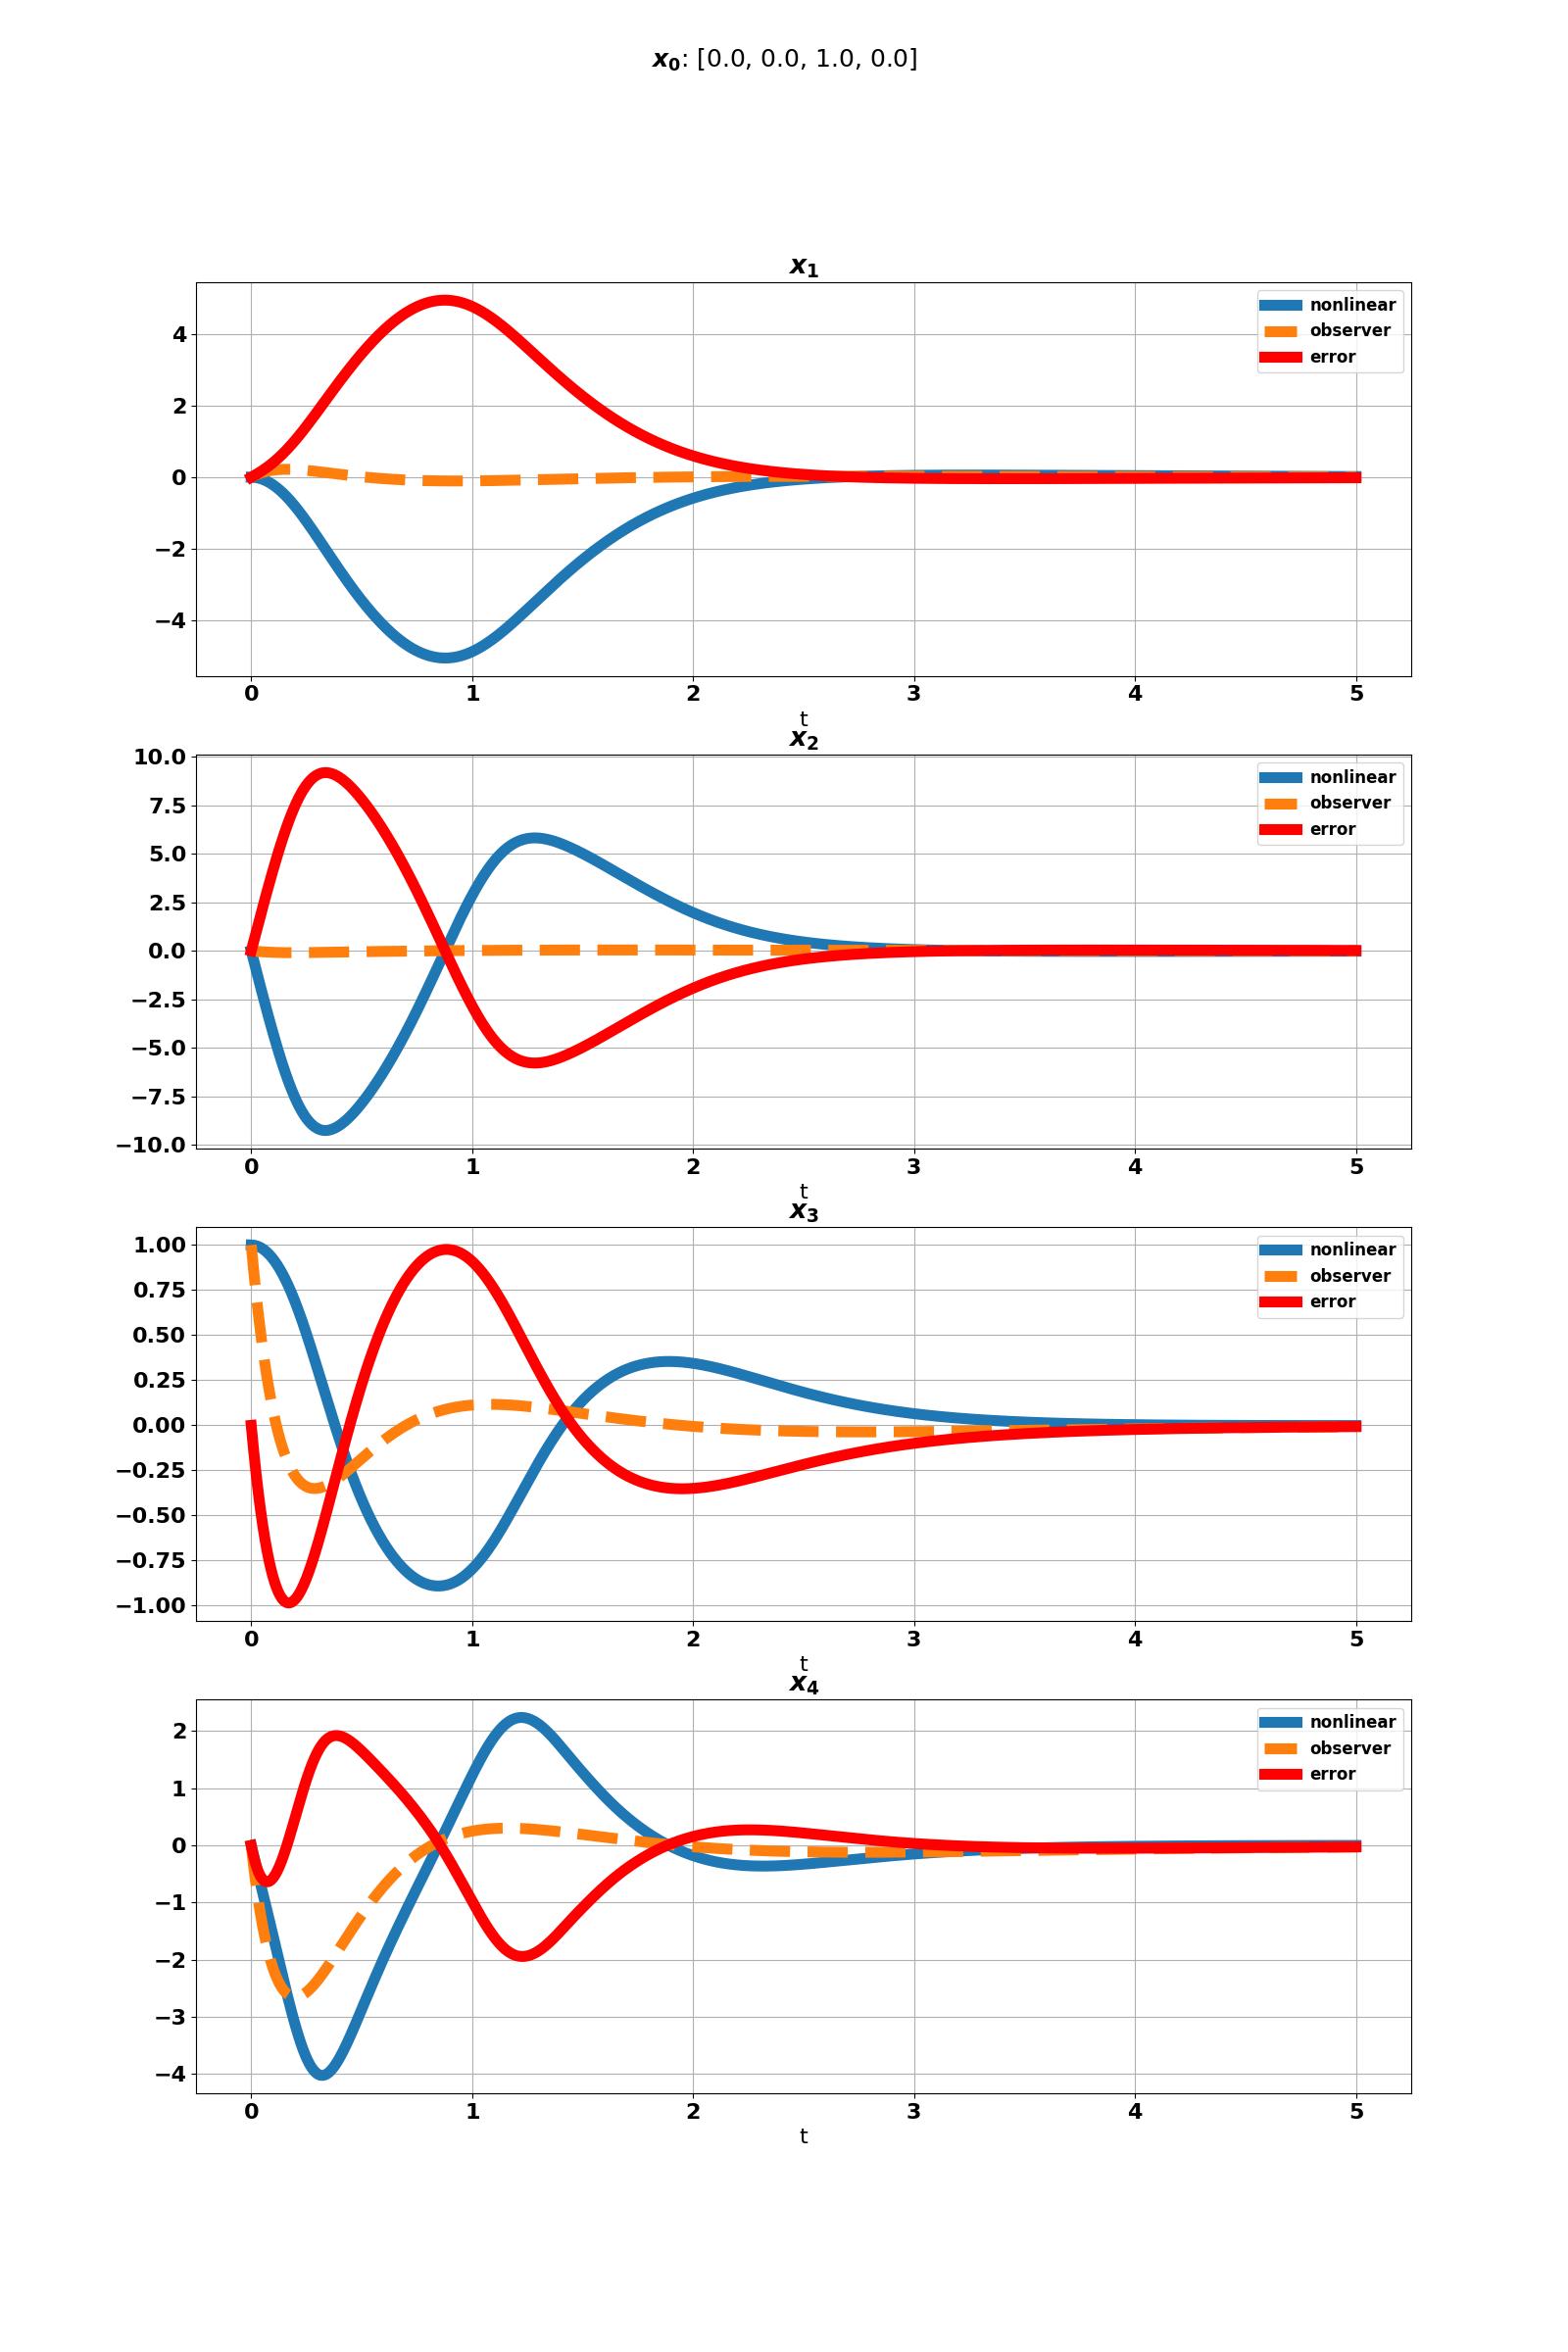 x₀: [0.0, 0.0, 1.0, 0.0]
x₁
4
2
0
−2
−4
nonlinear
observer
error
0 1 2 3 4 5
t
x₂
10.0
7.5
5.0
2.5
0.0
−2.5
−5.0
−7.5
−10.0
nonlinear
observer
error
0 1 2 3 4 5
t
x₃
1.00
0.75
0.50
0.25
0.00
−0.25
−0.50
−0.75
−1.00
nonlinear
observer
error
0 1 2 3 4 5
t
x₄
2
1
0
−1
−2
−3
−4
nonlinear
observer
error
0 1 2 3 4 5
t